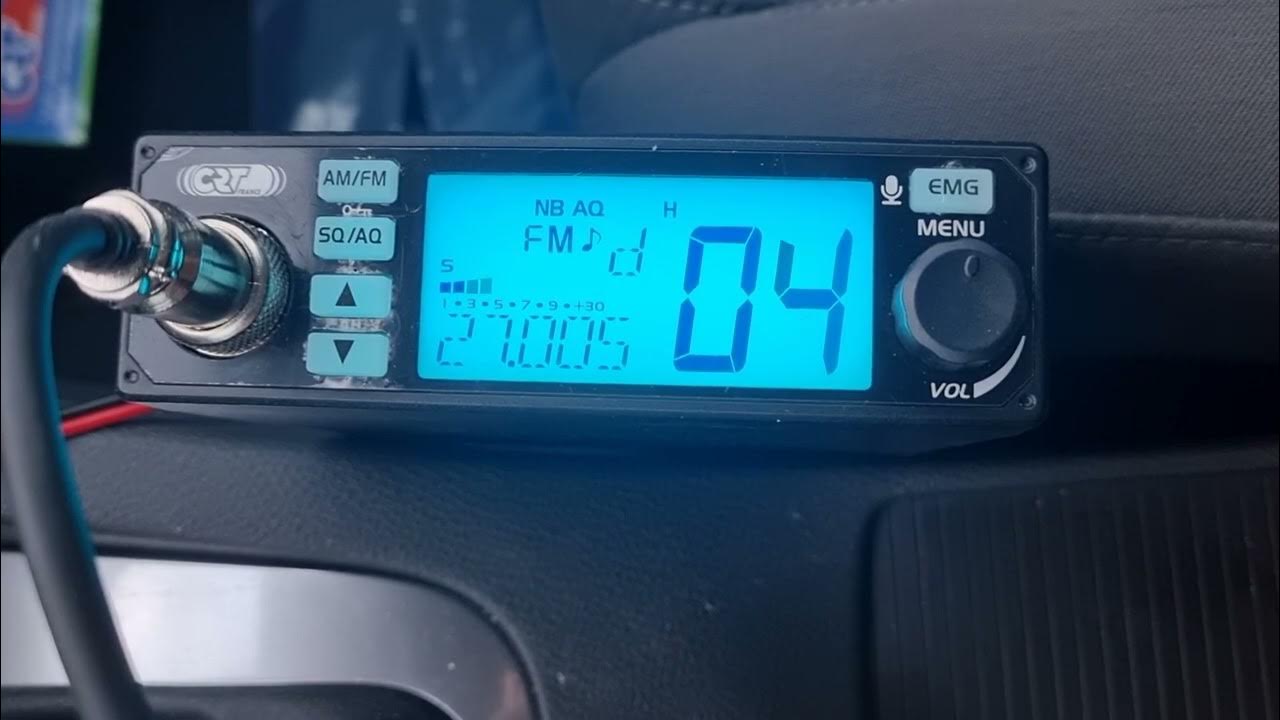 CRT
FRANCE
AM/FM
SQ/AQ
▲
▼
NB AQ
H
FM♪ d
04
S
1•3•5•7•9•+30
27.005
EMG
MENU
VOL